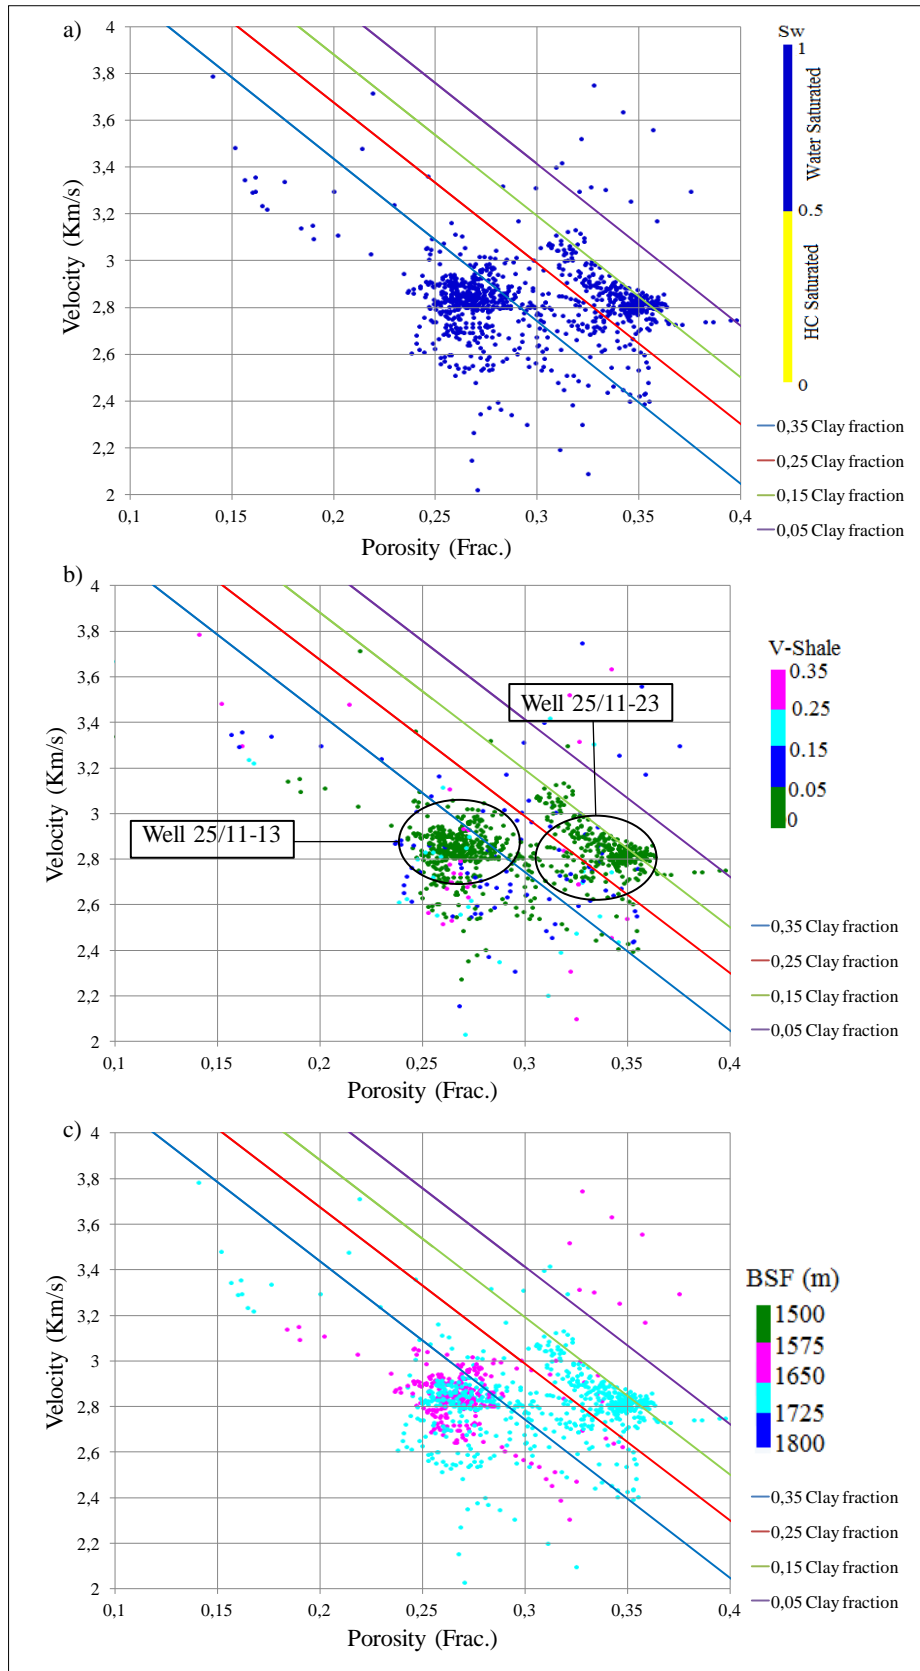 a)
4
3,8
3,6
3,4
3,2
3
2,8
2,6
2,4
2,2
2
Velocity (Km/s)
0,1
0,15
0,2
0,25
0,3
0,35
0,4
Porosity (Frac.)
Sw
1
Water Saturated
0.5
HC Saturated
0
0,35 Clay fraction
0,25 Clay fraction
0,15 Clay fraction
0,05 Clay fraction
b)
4
3,8
3,6
3,4
3,2
3
2,8
2,6
2,4
2,2
2
Velocity (Km/s)
Well 25/11-23
Well 25/11-13
0,1
0,15
0,2
0,25
0,3
0,35
0,4
Porosity (Frac.)
V-Shale
0.35
0.25
0.15
0.05
0
0,35 Clay fraction
0,25 Clay fraction
0,15 Clay fraction
0,05 Clay fraction
c)
4
3,8
3,6
3,4
3,2
3
2,8
2,6
2,4
2,2
2
Velocity (Km/s)
0,1
0,15
0,2
0,25
0,3
0,35
0,4
Porosity (Frac.)
BSF (m)
1500
1575
1650
1725
1800
0,35 Clay fraction
0,25 Clay fraction
0,15 Clay fraction
0,05 Clay fraction